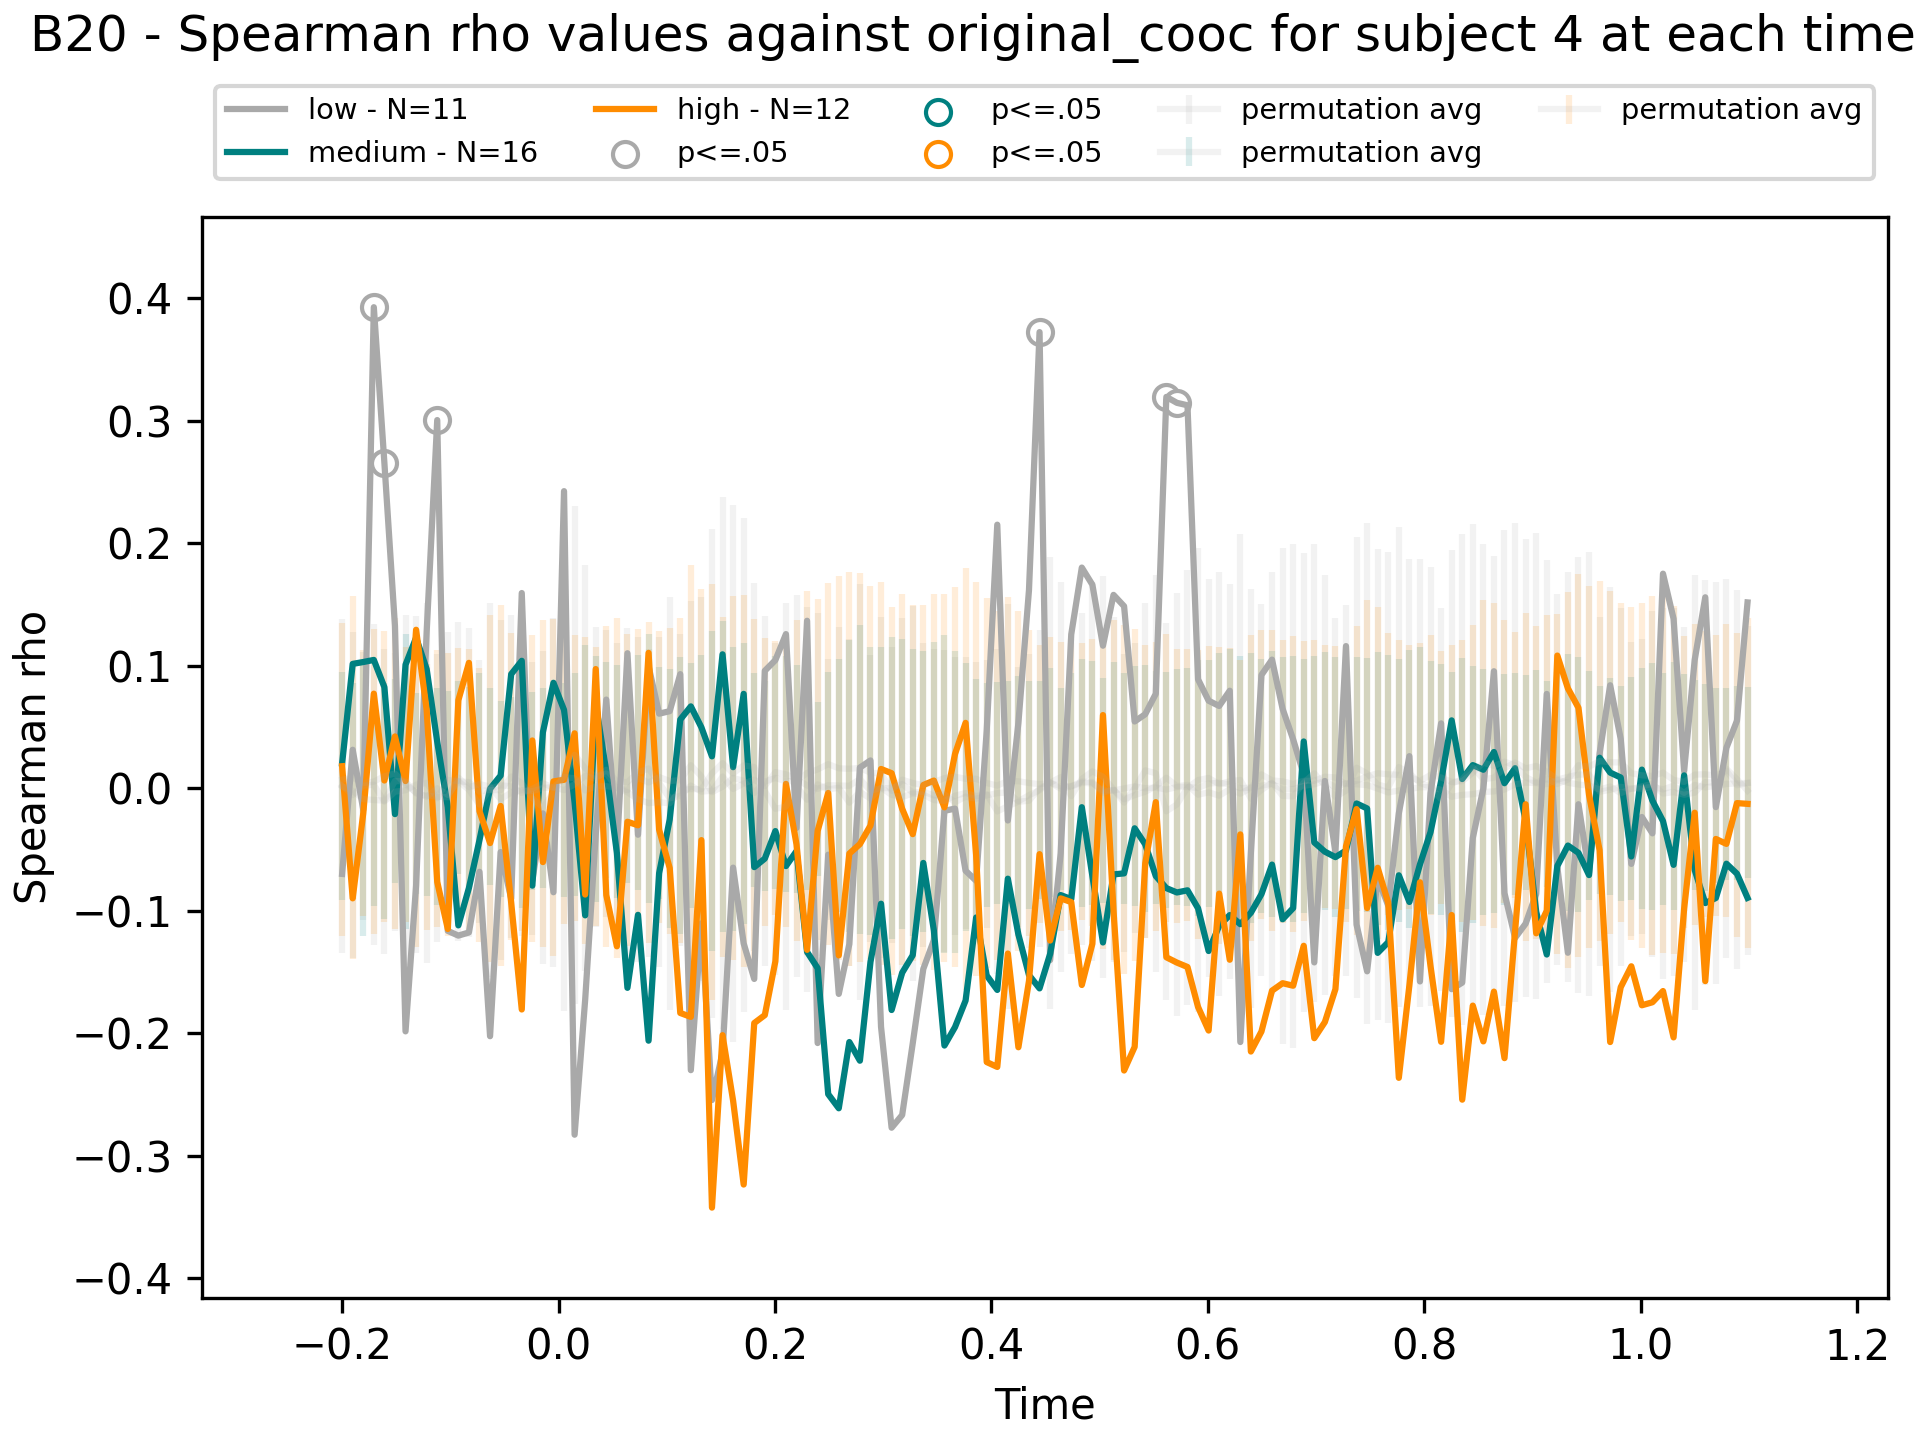 B20 - Spearman rho values against original_cooc for subject 4 at each time
low - N=11
medium - N=16
high - N=12
p<=.05
p<=.05
p<=.05
permutation avg
permutation avg
permutation avg
Spearman rho
0.4
0.3
0.2
0.1
0.0
−0.1
−0.2
−0.3
−0.4
−0.2 0.0 0.2 0.4 0.6 0.8 1.0 1.2
Time